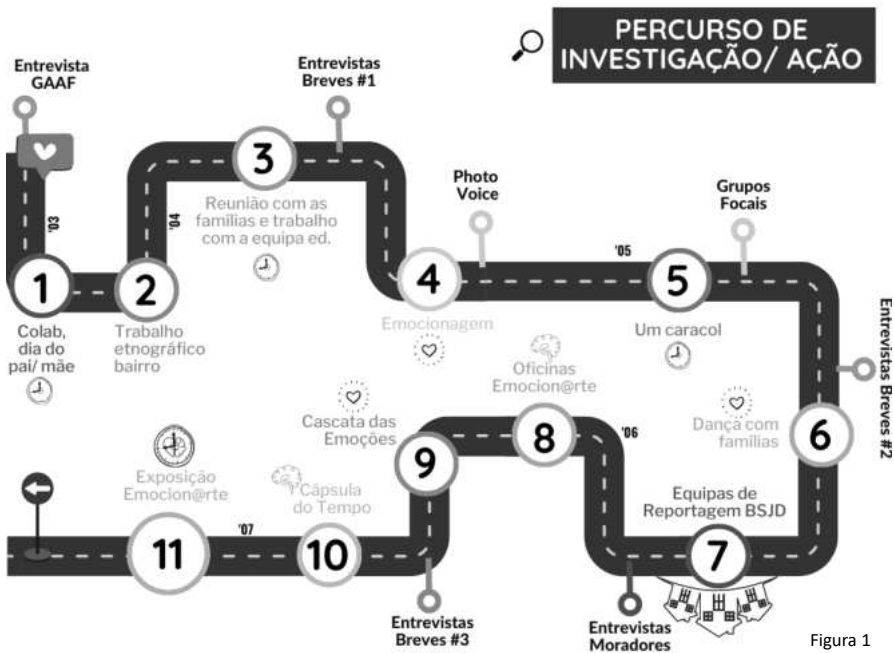 PERCURSO DE
INVESTIGAÇÃO/ AÇÃO
Entrevista
GAAF
Entrevistas
Breves #1
'03
1
Colab,
dia do
pai/ mãe
2
Trabalho
etnográfico
bairro
'04
3
Reunião com as
famílias e trabalho
com a equipa ed.
4
Emocionagem
Photo
Voice
'05
5
Um caracol
Grupos
Focais
Entrevistas Breves #2
6
Dança com
famílias
7
Equipas de
Reportagem BSJD
Entrevistas
Moradores
'06
8
Oficinas
Emocion@rte
9
Cascata das
Emoções
Entrevistas
Breves #3
10
Cápsula
do Tempo
'07
11
Exposição
Emocion@rte
Figura 1